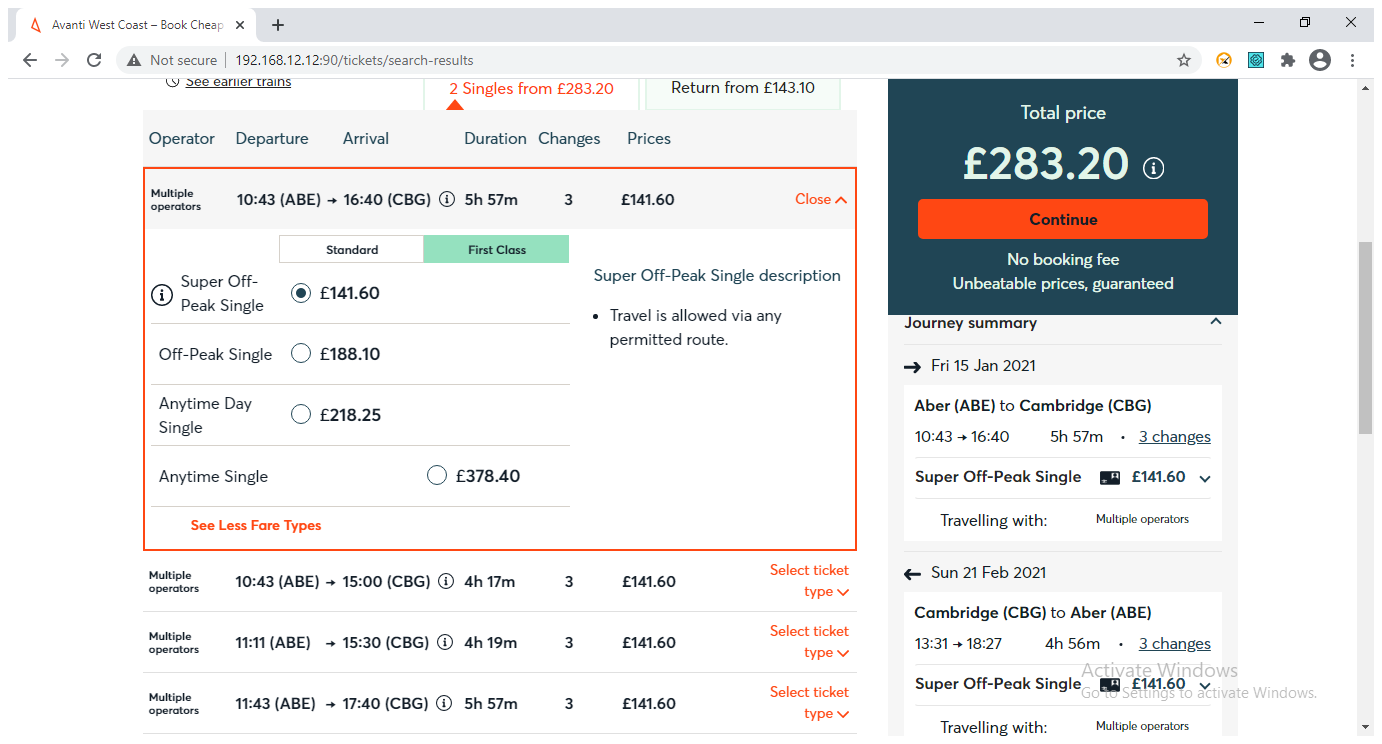 Avanti West Coast – Book Cheap
Not secure
192.168.12.12:90/tickets/search-results
See earlier trains
2 Singles from £283.20
Return from £143.10
Operator Departure Arrival Duration Changes Prices
Multiple operators
10:43 (ABE) → 16:40 (CBG) 5h 57m 3 £141.60
Close
Standard First Class
Super Off-
Peak Single
£141.60
Off-Peak Single £188.10
Anytime Day
Single
£218.25
Anytime Single £378.40
See Less Fare Types
Super Off-Peak Single description
• Travel is allowed via any
permitted route.
Multiple operators
10:43 (ABE) → 15:00 (CBG) 4h 17m 3 £141.60
Select ticket
type
Multiple operators
11:11 (ABE) → 15:30 (CBG) 4h 19m 3 £141.60
Select ticket
type
Multiple operators
11:43 (ABE) → 17:40 (CBG) 5h 57m 3 £141.60
Select ticket
type
Total price
£283.20
Continue
No booking fee
Unbeatable prices, guaranteed
Journey summary
Fri 15 Jan 2021
Aber (ABE) to Cambridge (CBG)
10:43 → 16:40 5h 57m • 3 changes
Super Off-Peak Single £141.60
Travelling with: Multiple operators
Sun 21 Feb 2021
Cambridge (CBG) to Aber (ABE)
13:31 → 18:27 4h 56m • 3 changes
Super Off-Peak Single £141.60
Travelling with: Multiple operators
Activate Windows
Go to Settings to activate Windows.